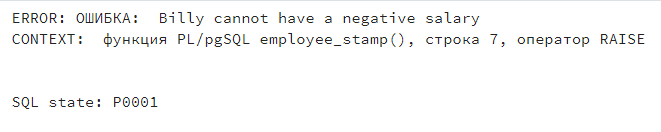 ERROR: ОШИБКА:  Billy cannot have a negative salary
CONTEXT:  функция PL/pgSQL employee_stamp(), строка 7, оператор RAISE
SQL state: P0001